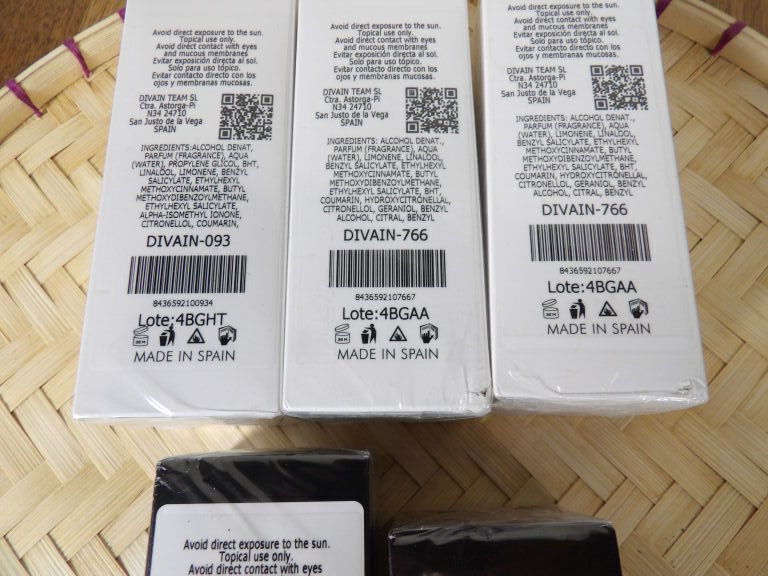 Avoid direct exposure to the sun.
Topical use only.
Avoid direct contact with eyes
and mucous membranes
Evitar exposición directa al sol.
Solo para uso tópico.
Evitar contacto directo con los
ojos y membranas mucosas.
DIVAIN TEAM SL
Ctra. Astorga-Pi
N34 24710
San Justo de la Vega
SPAIN
INGREDIENTS: ALCOHOL DENAT,
PARFUM (FRAGRANCE), AQUA
(WATER), PROPYLENE GLICOL, BHT,
LINALOOL, LIMONENE, BENZYL
SALICYLATE, ETHYLHEXYL
METHOXYCINNAMATE, BUTYL
METHOXYDIBENZOYLMETHANE,
ETHYLHEXYL SALICYLATE,
ALPHA-ISOMETHYL IONONE,
CITRONELLOL, COUMARIN,
DIVAIN-093
8436592100934
Lote:4BGHT
36 M
MADE IN SPAIN
Avoid direct exposure to the sun.
Topical use only.
Avoid direct contact with eyes
and mucous membranes
Evitar exposición directa al sol.
Solo para uso tópico.
Evitar contacto directo con los
ojos y membranas mucosas.
DIVAIN TEAM SL
Ctra. Astorga-Pi
N34 24710
San Justo de la Vega
SPAIN
INGREDIENTS: ALCOHOL DENAT.,
PARFUM (FRAGRANCE), AQUA
(WATER), LIMONENE, LINALOOL,
BENZYL SALICYLATE, ETHYLHEXYL
METHOXYCINNAMATE, BUTYL
METHOXYDIBENZOYLMETHANE,
ETHYLHEXYL SALICYLATE, BHT,
COUMARIN, HYDROXYCITRONELLAL,
CITRONELLOL, GERANIOL, BENZYL
ALCOHOL, CITRAL, BENZYL
DIVAIN-766
8436592107667
Lote:4BGAA
36 M
MADE IN SPAIN
Avoid direct exposure to the sun.
Topical use only.
Avoid direct contact with eyes
and mucous membranes
Evitar exposición directa al sol.
Solo para uso tópico.
Evitar contacto directo con los
ojos y membranas mucosas.
DIVAIN TEAM SL
Ctra. Astorga-Pi
N34 24710
San Justo de la Vega
SPAIN
INGREDIENTS: ALCOHOL DENAT.,
PARFUM (FRAGRANCE), AQUA
(WATER), LIMONENE, LINALOOL,
BENZYL SALICYLATE, ETHYLHEXYL
METHOXYCINNAMATE, BUTYL
METHOXYDIBENZOYLMETHANE,
ETHYLHEXYL SALICYLATE, BHT,
COUMARIN, HYDROXYCITRONELLAL,
CITRONELLOL, GERANIOL, BENZYL
ALCOHOL, CITRAL, BENZYL
DIVAIN-766
8436592107667
Lote:4BGAA
36 M
MADE IN SPAIN
Avoid direct exposure to the sun.
Topical use only.
Avoid direct contact with eyes